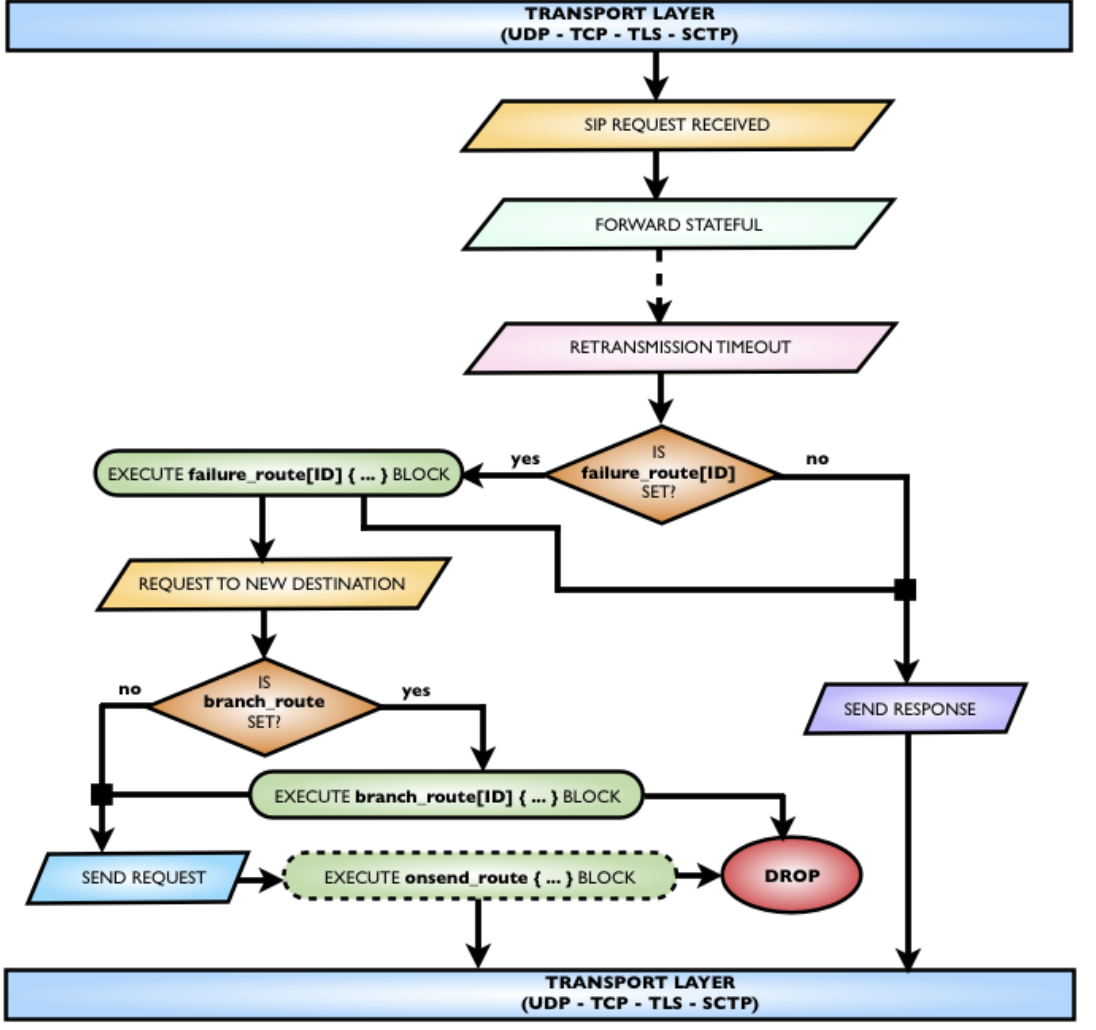 TRANSPORT LAYER
(UDP - TCP - TLS - SCTP)
SIP REQUEST RECEIVED
FORWARD STATEFUL
RETRANSMISSION TIMEOUT
IS
failure_route[ID]
SET?
yes
no
EXECUTE failure_route[ID] { ... } BLOCK
REQUEST TO NEW DESTINATION
IS
branch_route
SET?
no
yes
SEND RESPONSE
EXECUTE branch_route[ID] { ... } BLOCK
SEND REQUEST
EXECUTE onsend_route { ... } BLOCK
DROP
TRANSPORT LAYER
(UDP - TCP - TLS - SCTP)